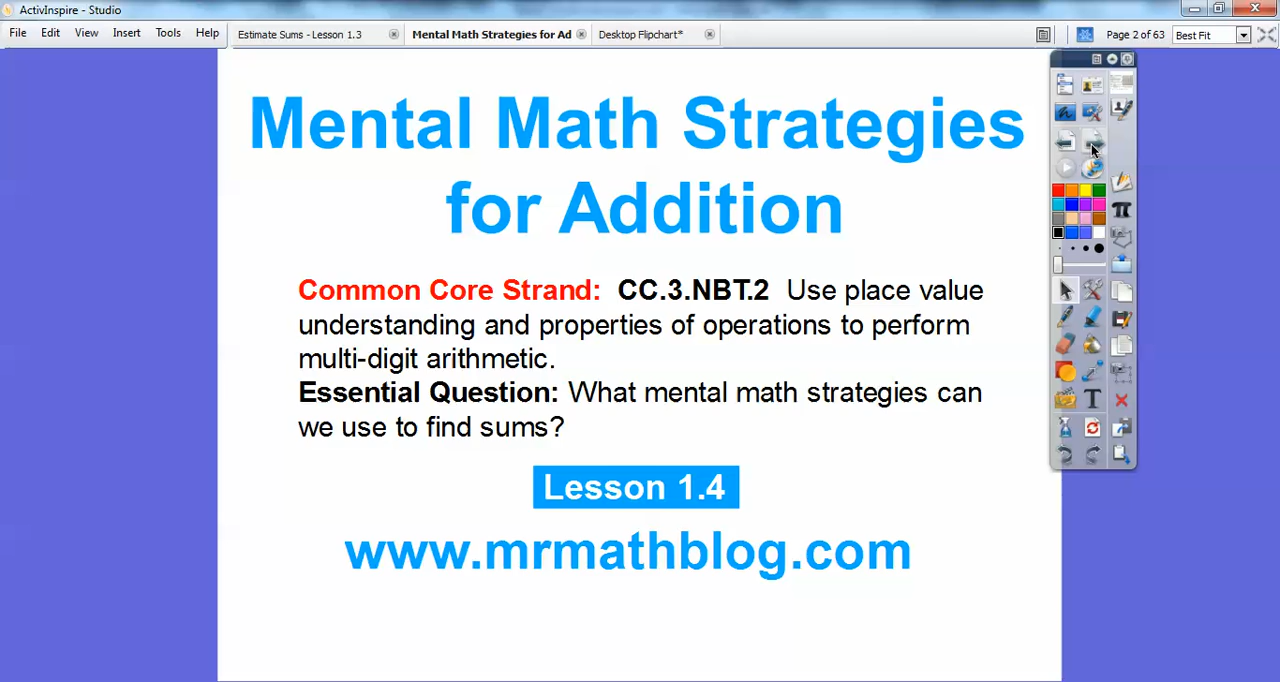 ActivInspire - Studio
File Edit View Insert Tools Help
Estimate Sums - Lesson 1.3
Mental Math Strategies for Ad
Desktop Flipchart*
Page 2 of 63
Best Fit
Mental Math Strategies
for Addition
Common Core Strand: CC.3.NBT.2 Use place value
understanding and properties of operations to perform
multi-digit arithmetic.
Essential Question: What mental math strategies can
we use to find sums?
Lesson 1.4
www.mrmathblog.com